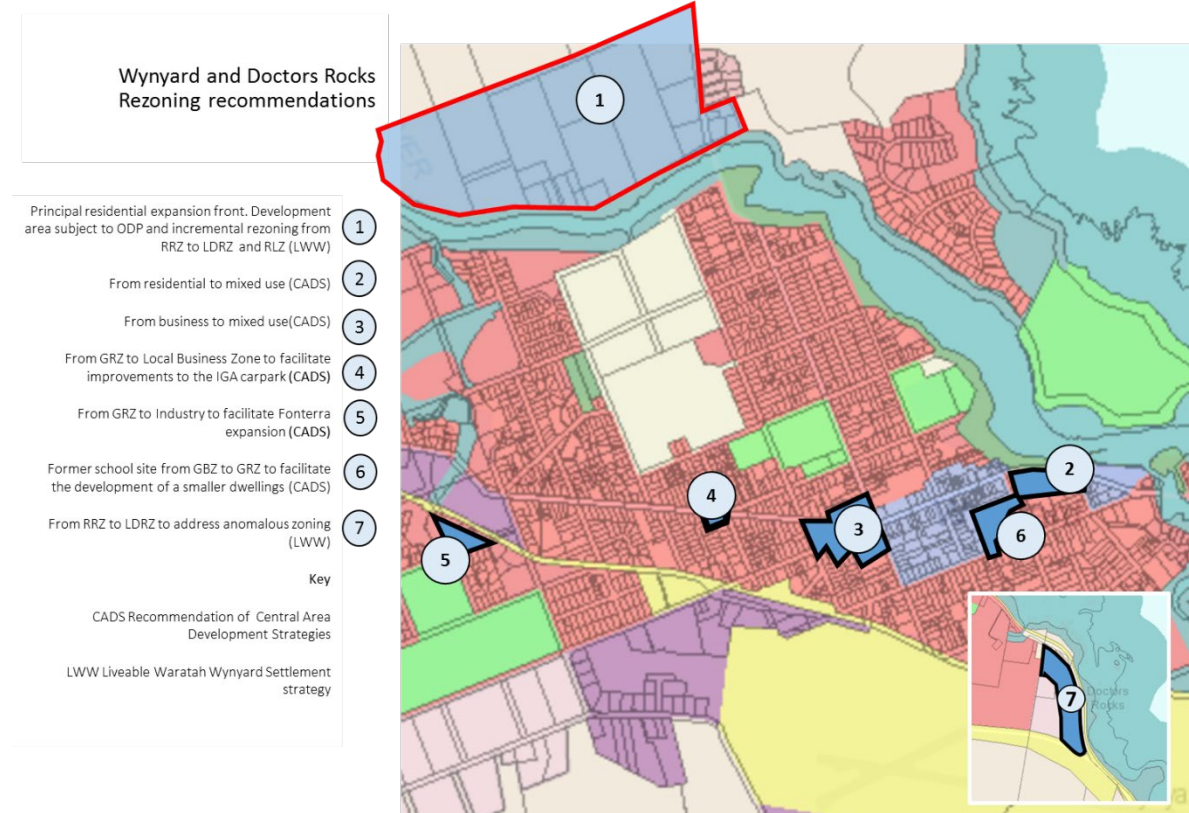 Wynyard and Doctors Rocks
Rezoning recommendations
Principal residential expansion front. Development
area subject to ODP and incremental rezoning from
RRZ to LDRZ and RLZ (LWW)
1
From residential to mixed use (CADS)
2
From business to mixed use(CADS)
3
From GRZ to Local Business Zone to facilitate
improvements to the IGA carpark (CADS)
4
From GRZ to Industry to facilitate Fonterra
expansion (CADS)
5
Former school site from GBZ to GRZ to facilitate
the development of a smaller dwellings (CADS)
6
From RRZ to LDRZ to address anomalous zoning
(LWW)
7
Key
CADS Recommendation of Central Area
Development Strategies
LWW Liveable Waratah Wynyard Settlement
strategy
1
2
4
3
6
5
7
Doctors
Rocks